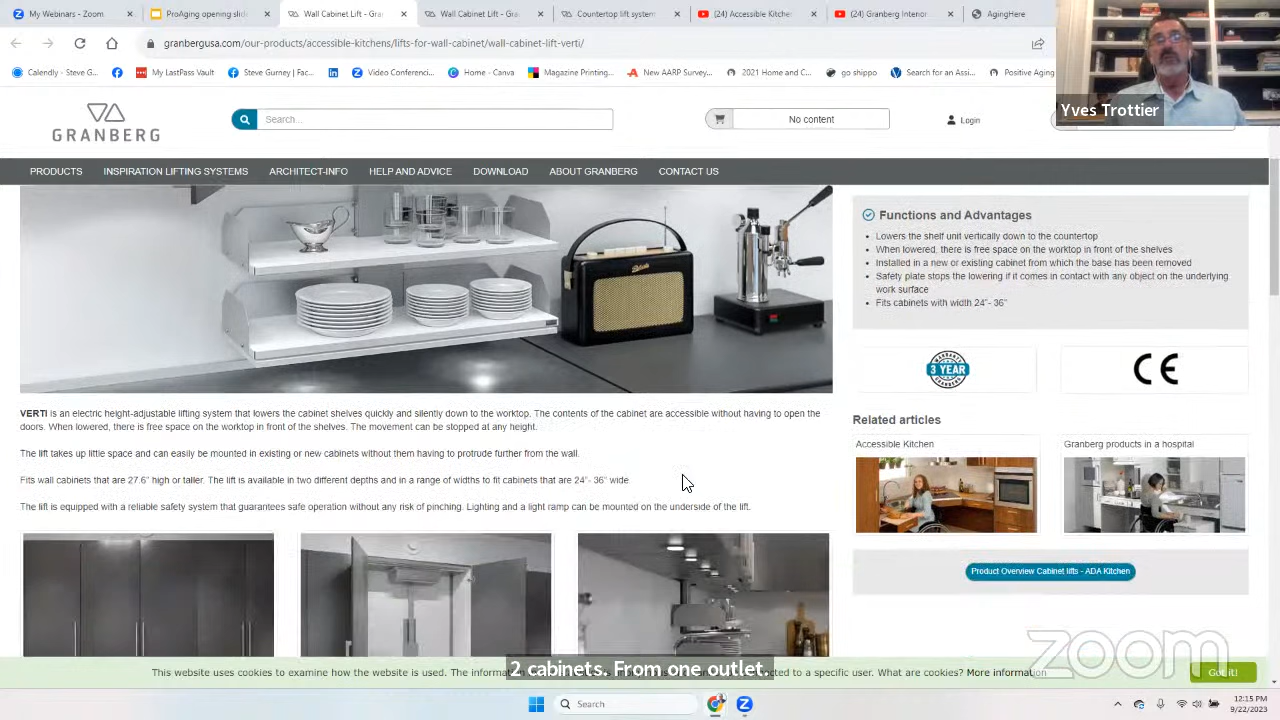 My Webinars - Zoom
ProAging opening slid
Wall Cabinet Lift - Gra
Countertop lift system
(24) Accessible Kitchen
(24) Granberg Interior
AgingHere
granbergusa.com/our-products/accessible-kitchens/lifts-for-wall-cabinet/wall-cabinet-lift-verti/
Calendly - Steve G...
My LastPass Vault
Steve Gurney | Fac...
Video Conferenci...
Home - Canva
Magazine Printing,...
New AARP Survey...
2021 Home and C...
go shippo
Search for an Assi...
Positive Aging
Yves Trottier
GRANBERG
Search...
No content
Login
PRODUCTS
INSPIRATION LIFTING SYSTEMS
ARCHITECT-INFO
HELP AND ADVICE
DOWNLOAD
ABOUT GRANBERG
CONTACT US
Functions and Advantages
Lowers the shelf unit vertically down to the countertop
When lowered, there is free space on the worktop in front of the shelves
Installed in a new or existing cabinet from which the base has been removed
Safety plate stops the lowering if it comes in contact with any object on the underlying
work surface
Fits cabinets with width 24"- 36"
WARRANTY
3 YEAR
GRANBERG
CE
VERTI is an electric height-adjustable lifting system that lowers the cabinet shelves quickly and silently down to the worktop. The contents of the cabinet are accessible without having to open the
doors. When lowered, there is free space on the worktop in front of the shelves. The movement can be stopped at any height.
The lift takes up little space and can easily be mounted in existing or new cabinets without them having to protrude further from the wall.
Fits wall cabinets that are 27.6" high or taller. The lift is available in two different depths and in a range of widths to fit cabinets that are 24"- 36" wide.
The lift is equipped with a reliable safety system that guarantees safe operation without any risk of pinching. Lighting and a light ramp can be mounted on the underside of the lift.
Related articles
Accessible Kitchen
Granberg products in a hospital
Product Overview Cabinet lifts - ADA Kitchen
zoom
This website uses cookies to examine how the website is used. The information
to a specific user. What are cookies? More information
Got it!
2 cabinets. From one outlet.
Search
12:15 PM
9/22/2023